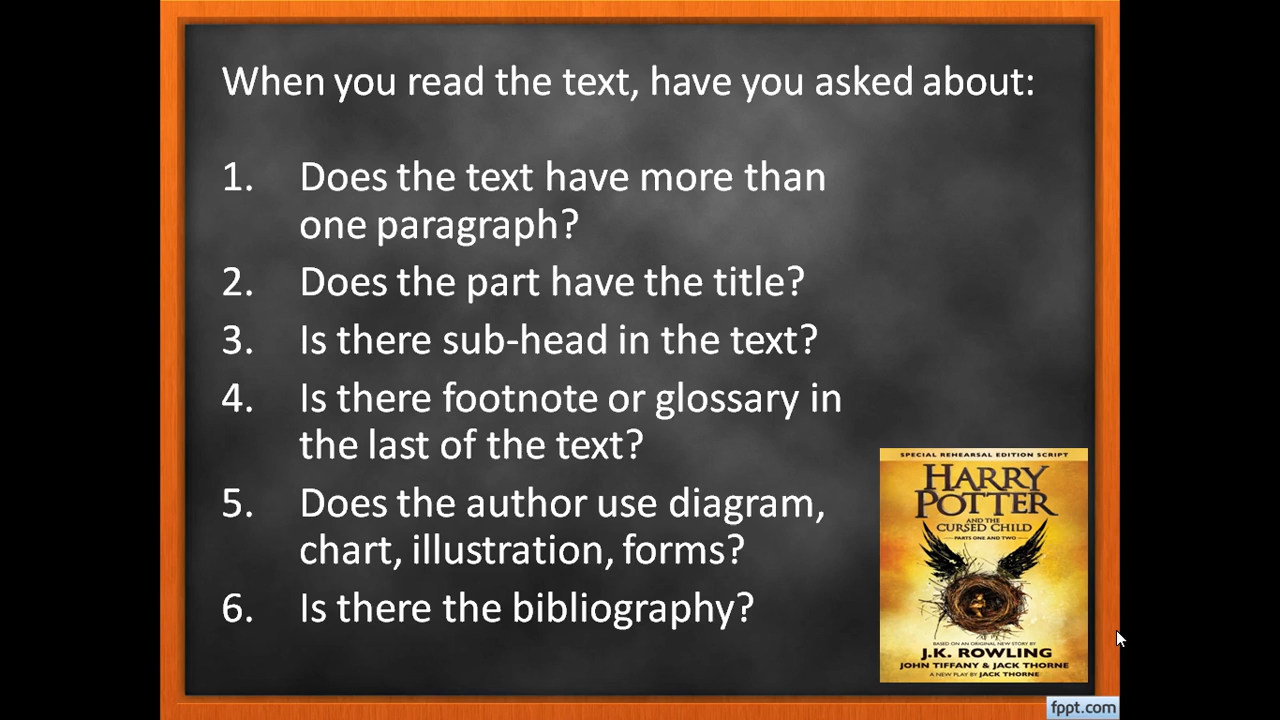 When you read the text, have you asked about:
1. Does the text have more than
one paragraph?
2. Does the part have the title?
3. Is there sub-head in the text?
4. Is there footnote or glossary in
the last of the text?
5. Does the author use diagram,
chart, illustration, forms?
6. Is there the bibliography?
SPECIAL REHEARSAL EDITION SCRIPT
HARRY
POTTER
AND THE
CURSED CHILD
PARTS ONE AND TWO
BASED ON AN ORIGINAL NEW STORY BY
J.K. ROWLING
JOHN TIFFANY & JACK THORNE
A NEW PLAY BY JACK THORNE
fppt.com